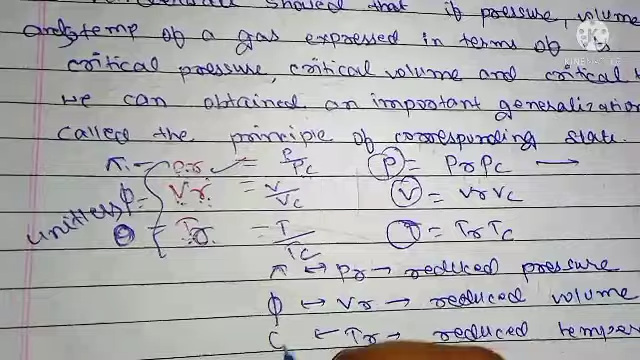 showed that if pressure, volume
and temp of a gas expressed in terms of its
critical pressure, critical volume and critical
we can obtained an important generalization
called the principle of corresponding state.
π - Pr = P/Pc P = PrPc →
unitless φ = Vr = V/Vc V = VrVc
θ = Tr = T/Tc T = TrTc
π ↔ Pr → reduced pressure
φ ↔ Vr → reduced volume
← Tr → reduced temper